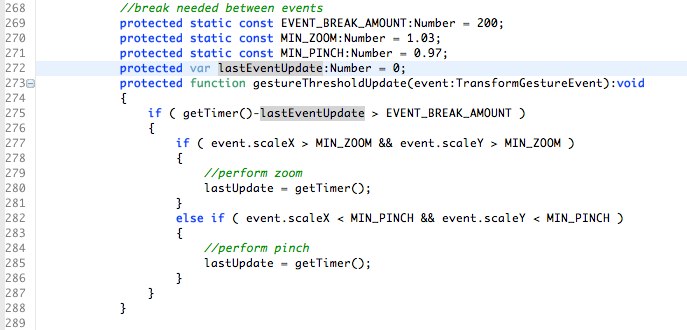 268 //break needed between events
269 protected static const EVENT_BREAK_AMOUNT:Number = 200;
270 protected static const MIN_ZOOM:Number = 1.03;
271 protected static const MIN_PINCH:Number = 0.97;
272 protected var lastEventUpdate:Number = 0;
273 protected function gestureThresholdUpdate(event:TransformGestureEvent):void
274 {
275 if ( getTimer()-lastEventUpdate > EVENT_BREAK_AMOUNT )
276 {
277 if ( event.scaleX > MIN_ZOOM && event.scaleY > MIN_ZOOM )
278 {
279 //perform zoom
280 lastUpdate = getTimer();
281 }
282 else if ( event.scaleX < MIN_PINCH && event.scaleY < MIN_PINCH )
283 {
284 //perform pinch
285 lastUpdate = getTimer();
286 }
287 }
288 }
289